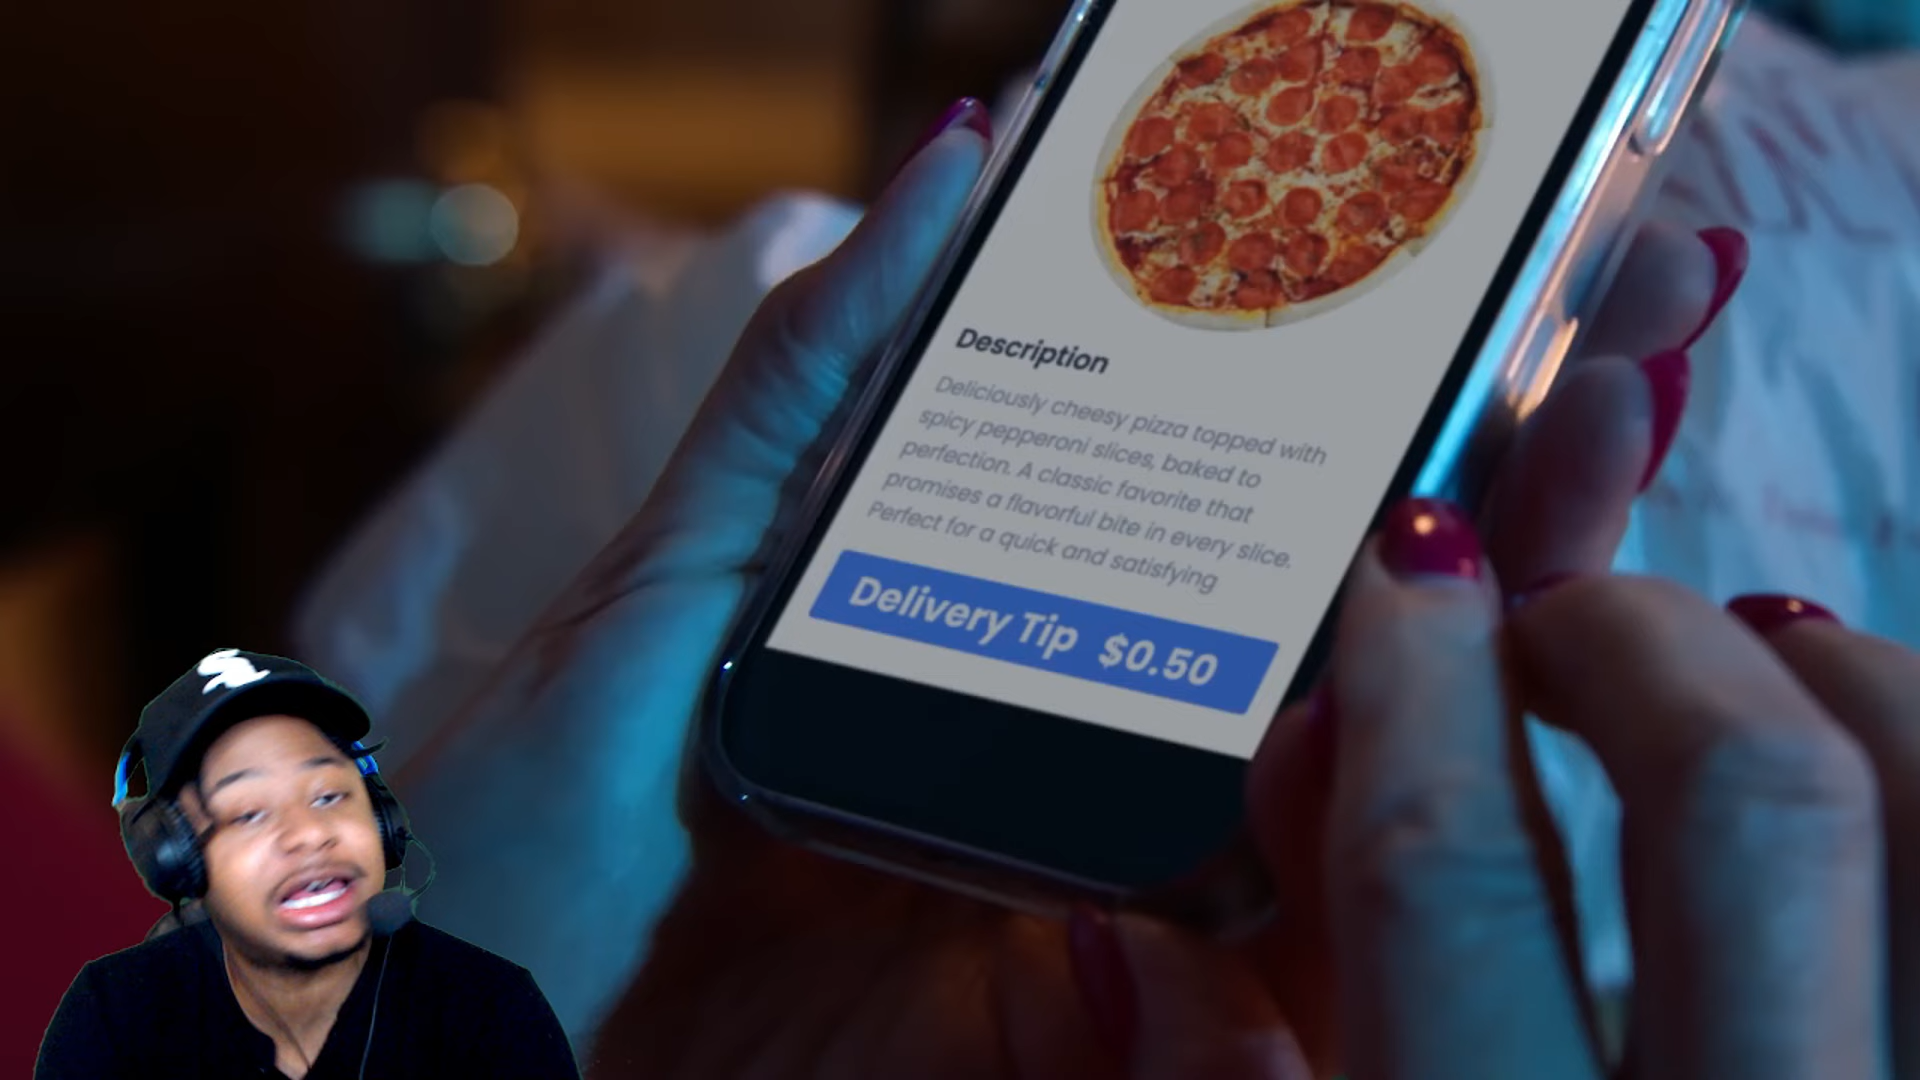 Description
Deliciously cheesy pizza topped with
spicy pepperoni slices, baked to
perfection. A classic favorite that
promises a flavorful bite in every slice.
Perfect for a quick and satisfying
Delivery Tip $0.50